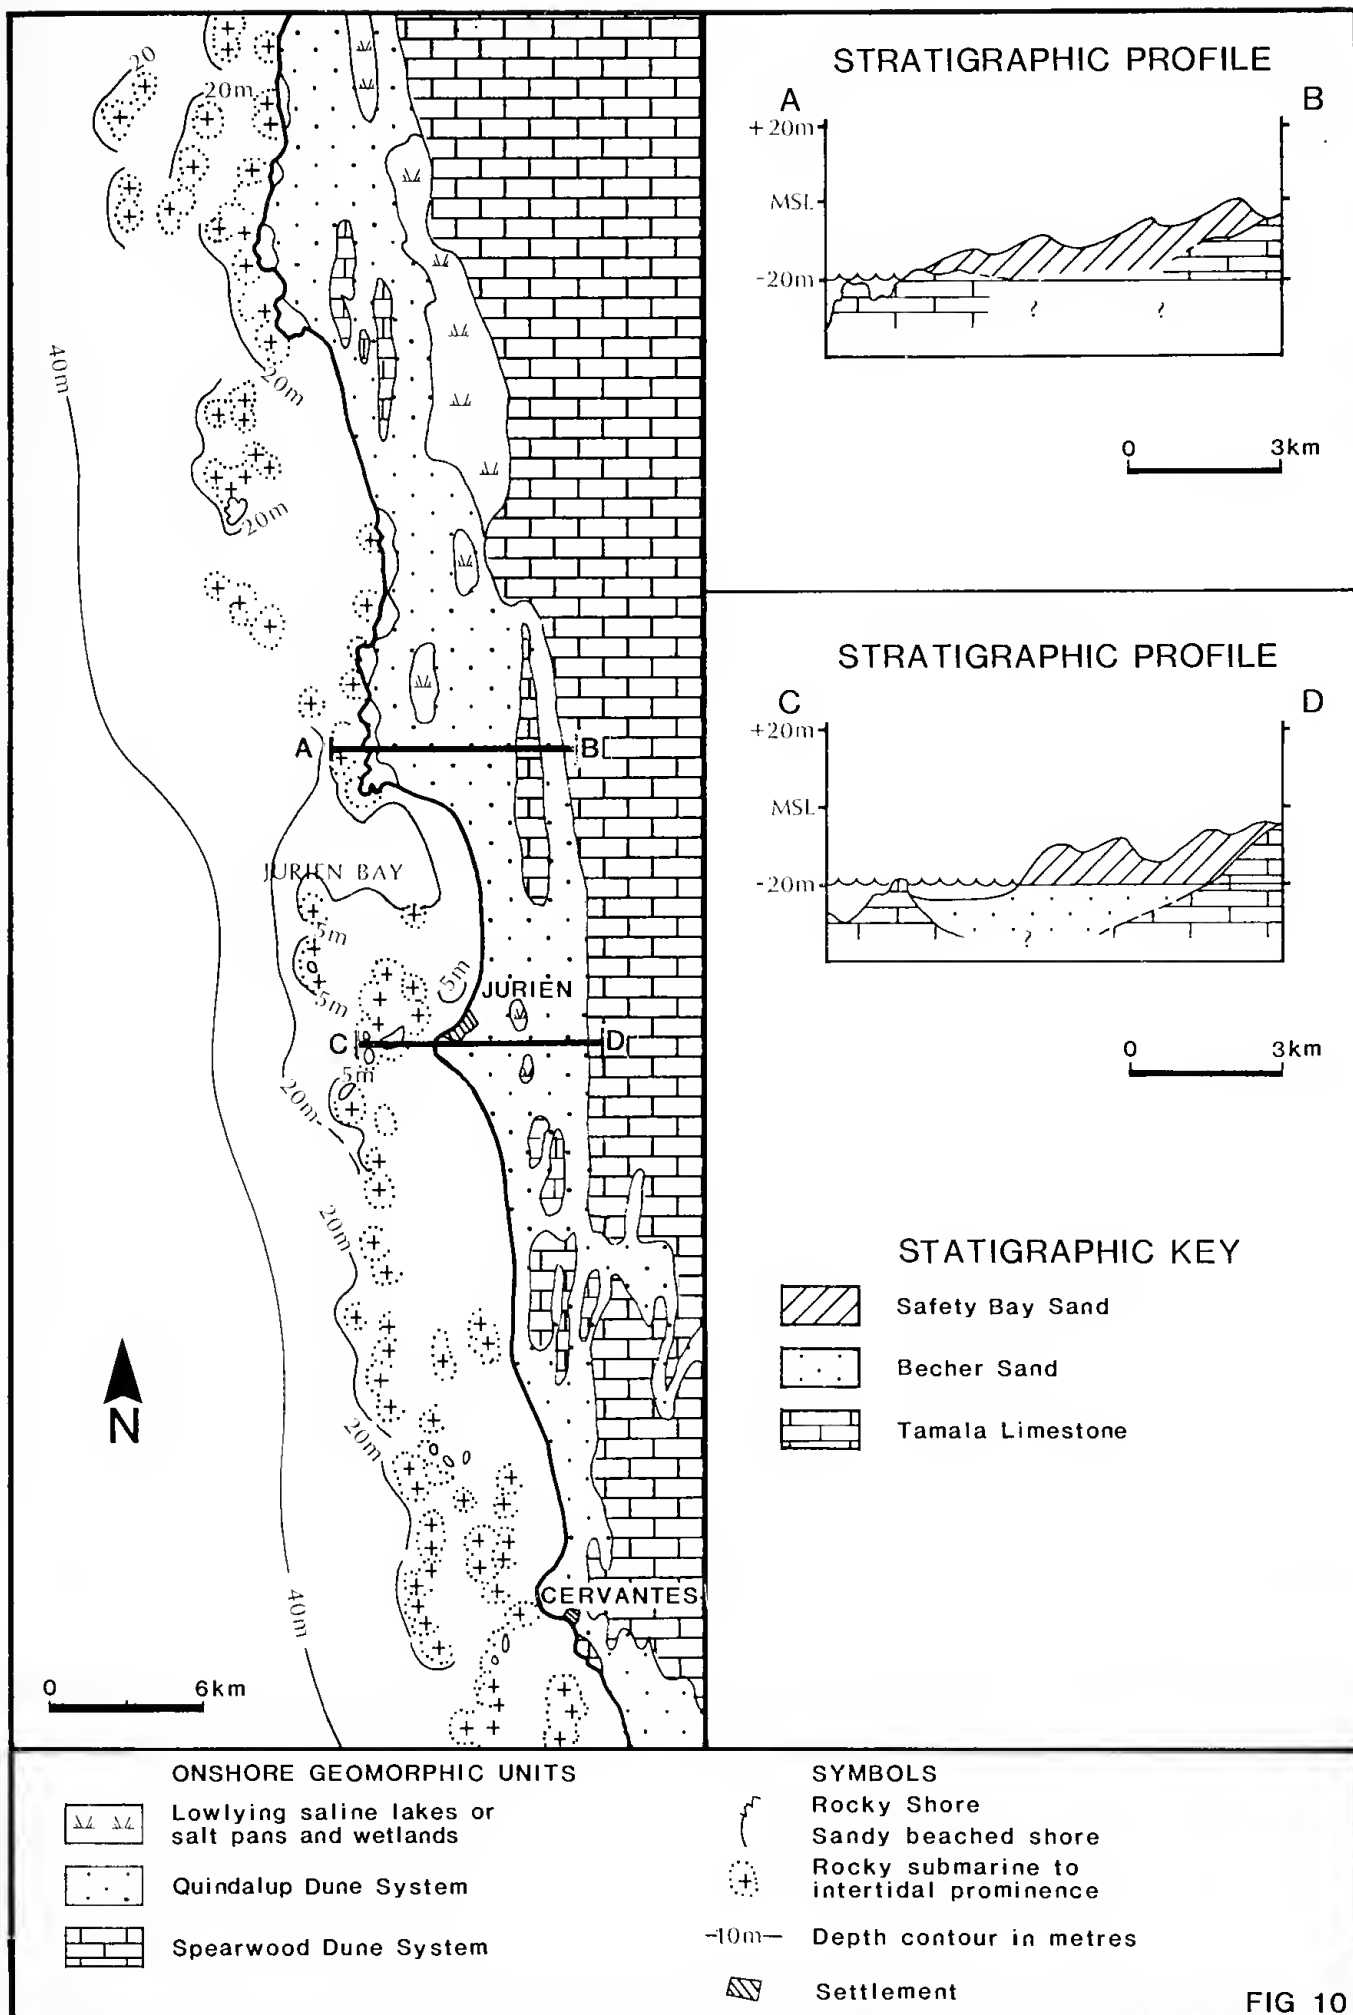 20
20m
40m
20m
20m
A
B
JURIEN BAY
5m
5m
5m
JURIEN
C
D
5m
20m
20m
20m
N
CERVANTES
40m
0 6km
STRATIGRAPHIC PROFILE
A B
+20m
MSL
-20m
? ?
0 3km
STRATIGRAPHIC PROFILE
C D
+20m
MSL
-20m
?
0 3km
STATIGRAPHIC KEY
Safety Bay Sand
Becher Sand
Tamala Limestone
ONSHORE GEOMORPHIC UNITS
Lowlying saline lakes or
salt pans and wetlands
Quindalup Dune System
Spearwood Dune System
SYMBOLS
Rocky Shore
Sandy beached shore
Rocky submarine to
intertidal prominence
-10m- Depth contour in metres
Settlement
FIG 10